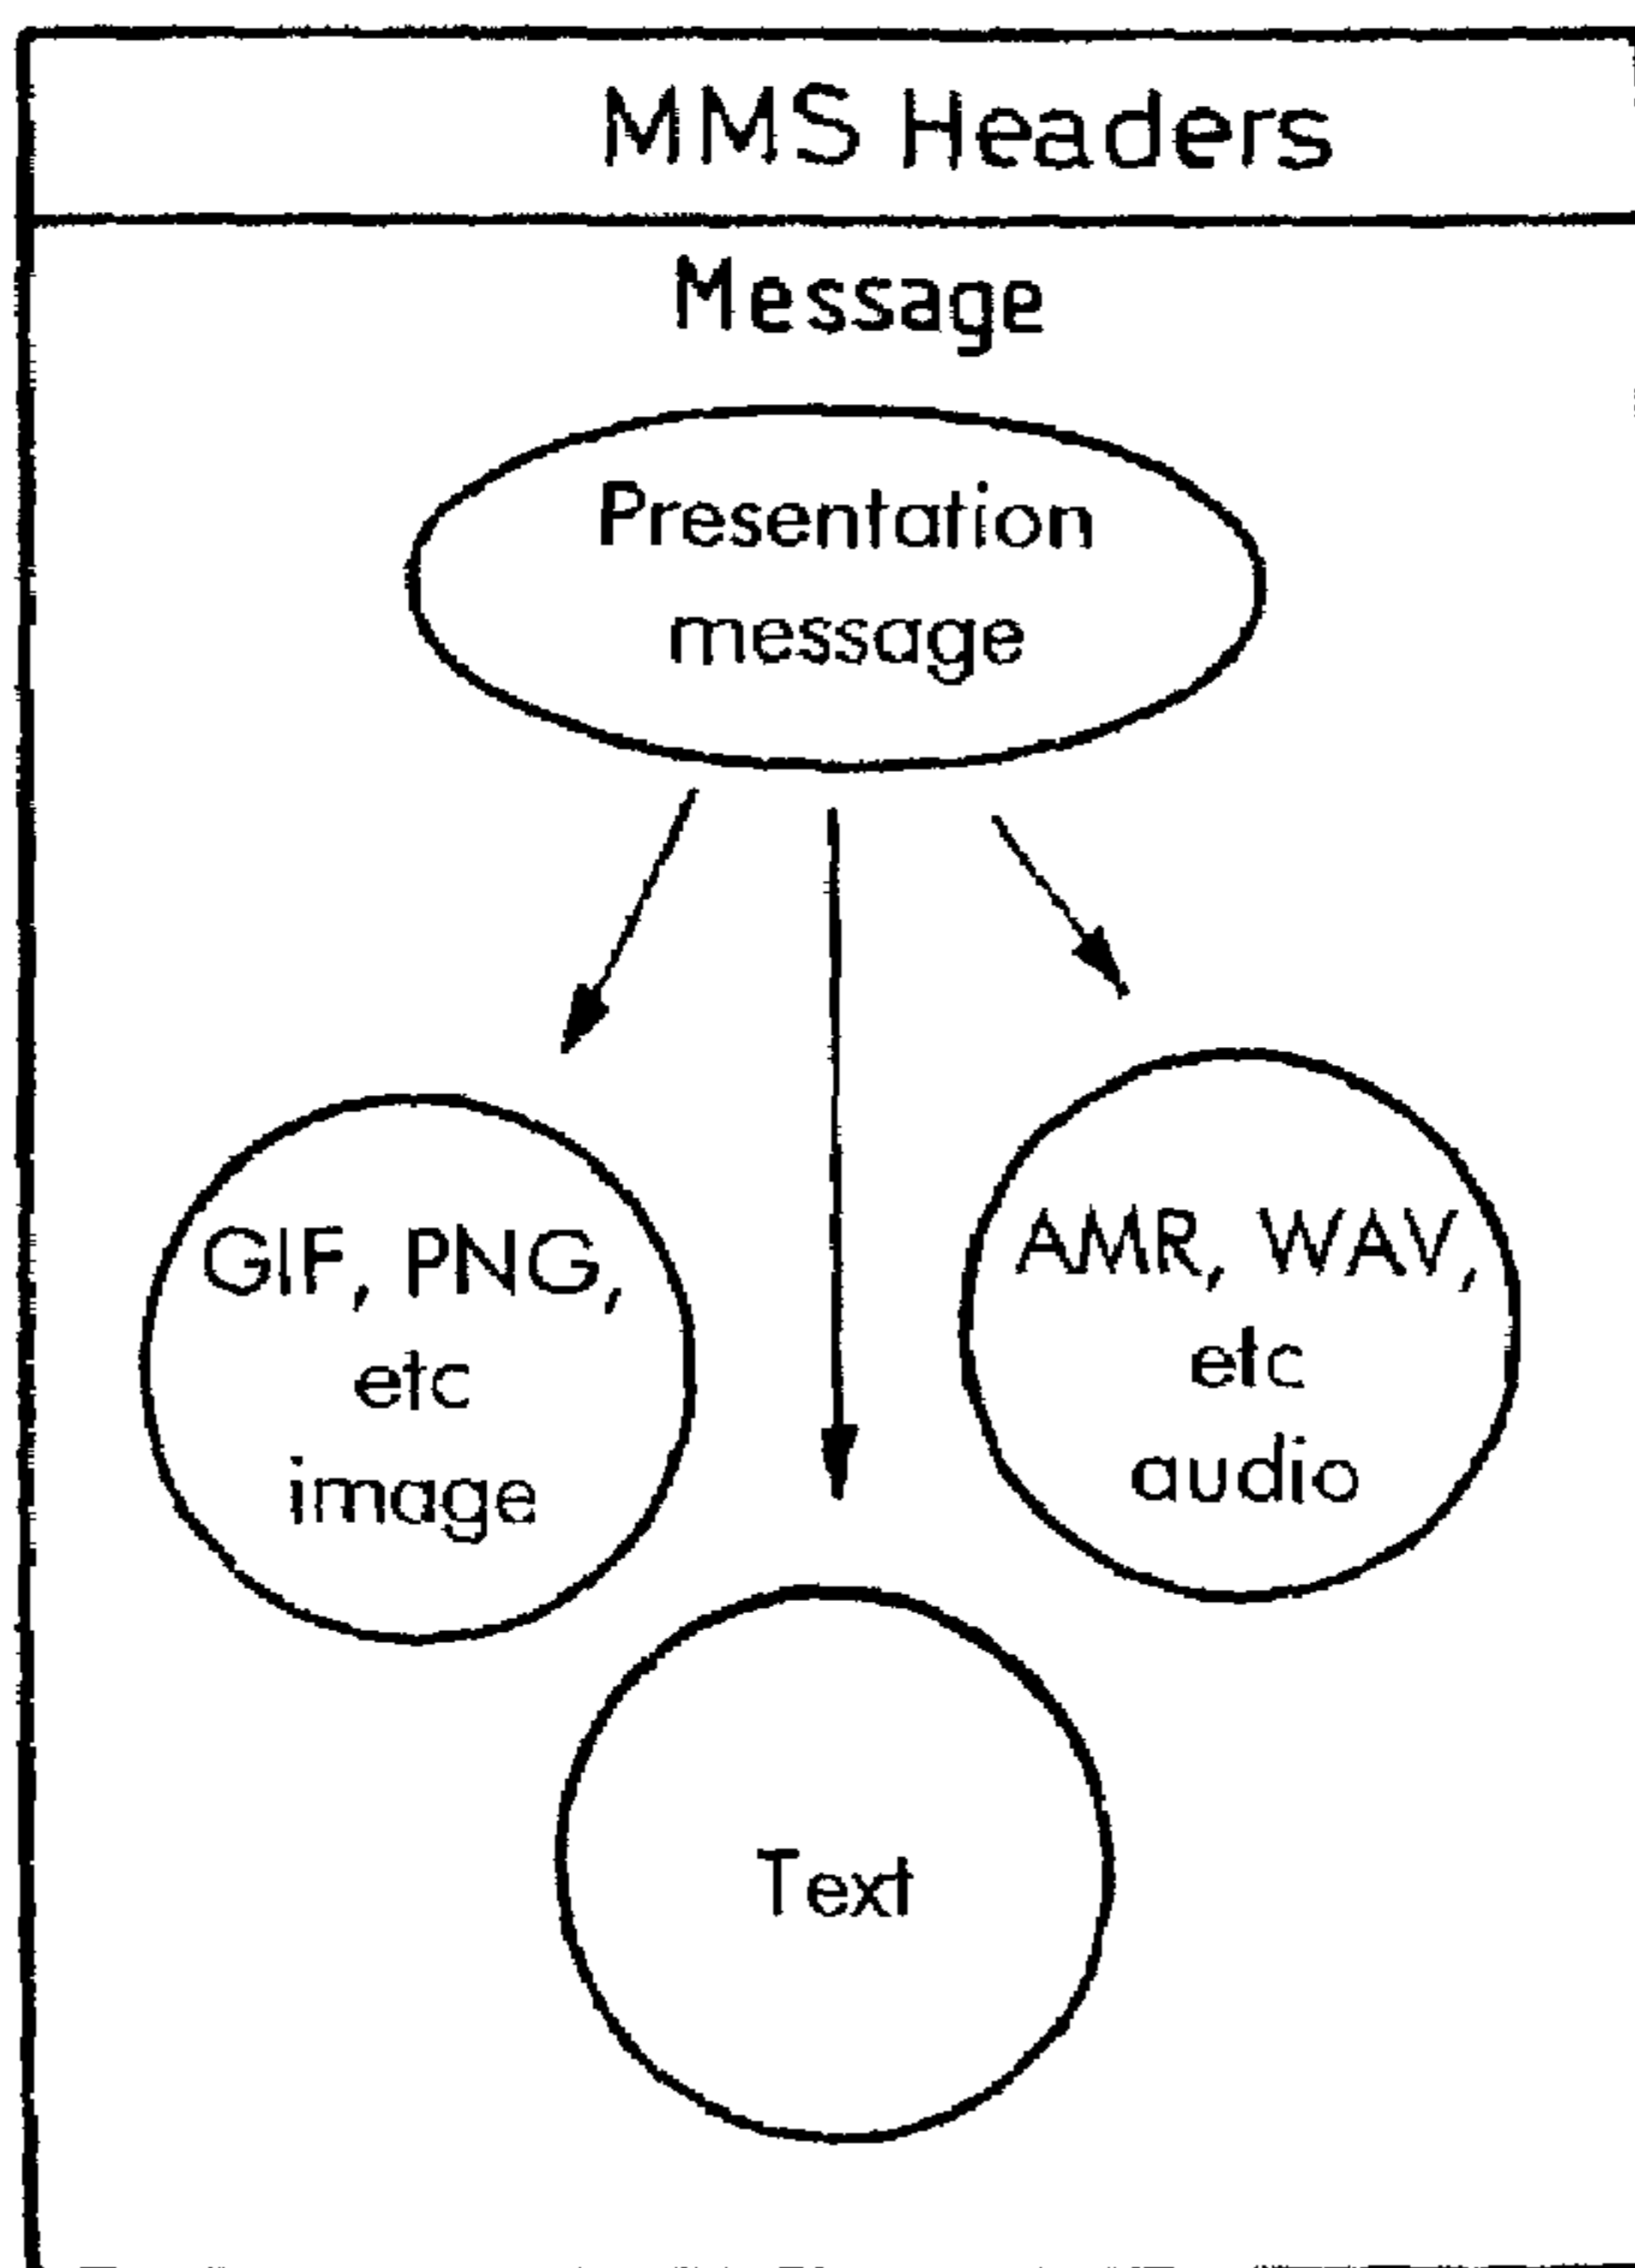 MMS Headers
Message
Presentation
message
GIF, PNG,
etc
image
AMR, WAV,
etc
audio
Text